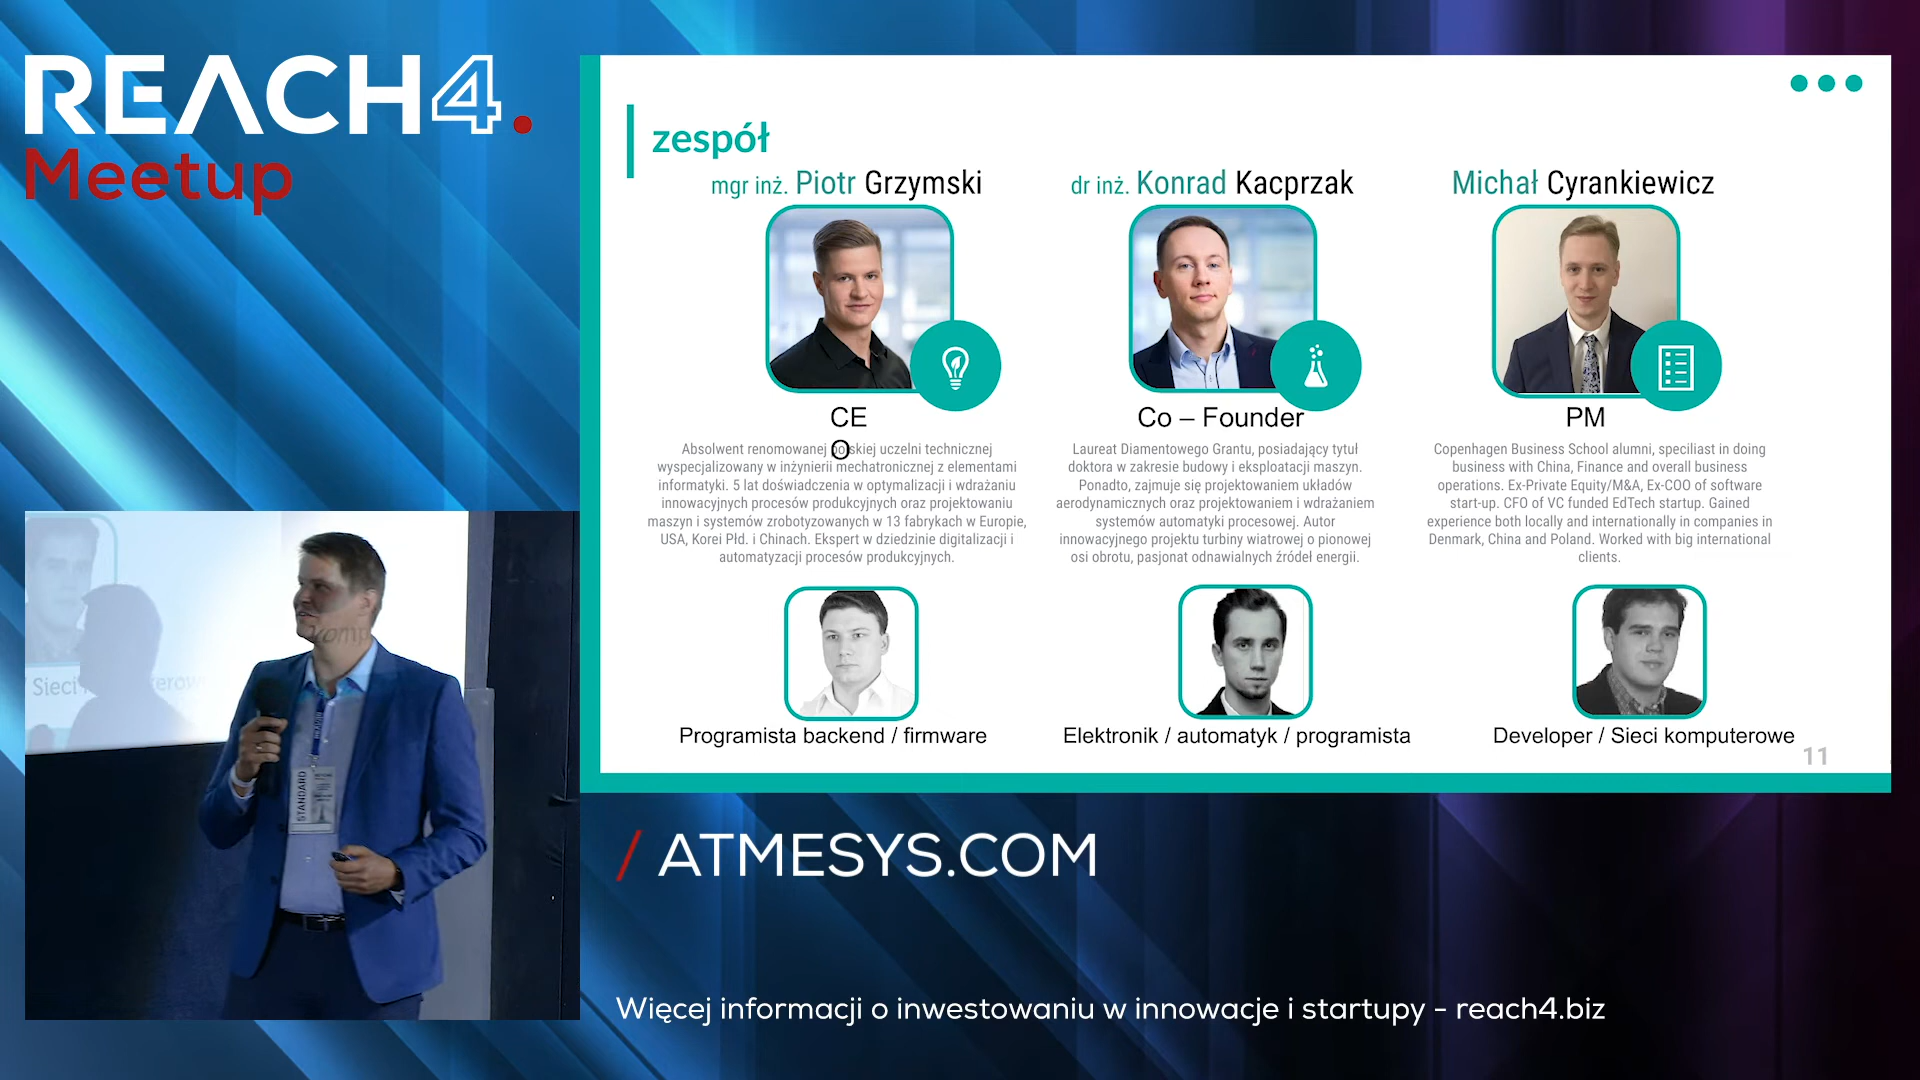 REACH4.
Meetup
zespół
mgr inż. Piotr Grzymski
dr inż. Konrad Kacprzak
Michał Cyrankiewicz
CE
O
Absolwent renomowanej polskiej uczelni technicznej
wyspecjalizowany w inżynierii mechatronicznej z elementami
informatyki. 5 lat doświadczenia w optymalizacji i wdrażaniu
innowacyjnych procesów produkcyjnych oraz projektowaniu
maszyn i systemów zrobotyzowanych w 13 fabrykach w Europie,
USA, Korei Płd. i Chinach. Ekspert w dziedzinie digitalizacji i
automatyzacji procesów produkcyjnych.
Co – Founder
Laureat Diamentowego Grantu, posiadający tytuł
doktora w zakresie budowy i eksploatacji maszyn.
Ponadto, zajmuje się projektowaniem układów
aerodynamicznych oraz projektowaniem i wdrażaniem
systemów automatyki procesowej. Autor
innowacyjnego projektu turbiny wiatrowej o pionowej
osi obrotu, pasjonat odnawialnych źródeł energii.
PM
Copenhagen Business School alumni, speciliast in doing
business with China, Finance and overall business
operations. Ex-Private Equity/M&A, Ex-COO of software
start-up. CFO of VC funded EdTech startup. Gained
experience both locally and internationally in companies in
Denmark, China and Poland. Worked with big international
clients.
Programista backend / firmware
Elektronik / automatyk / programista
Developer / Sieci komputerowe
11
Sieci
STANDARD
/ ATMESYS.COM
Więcej informacji o inwestowaniu w innowacje i startupy - reach4.biz